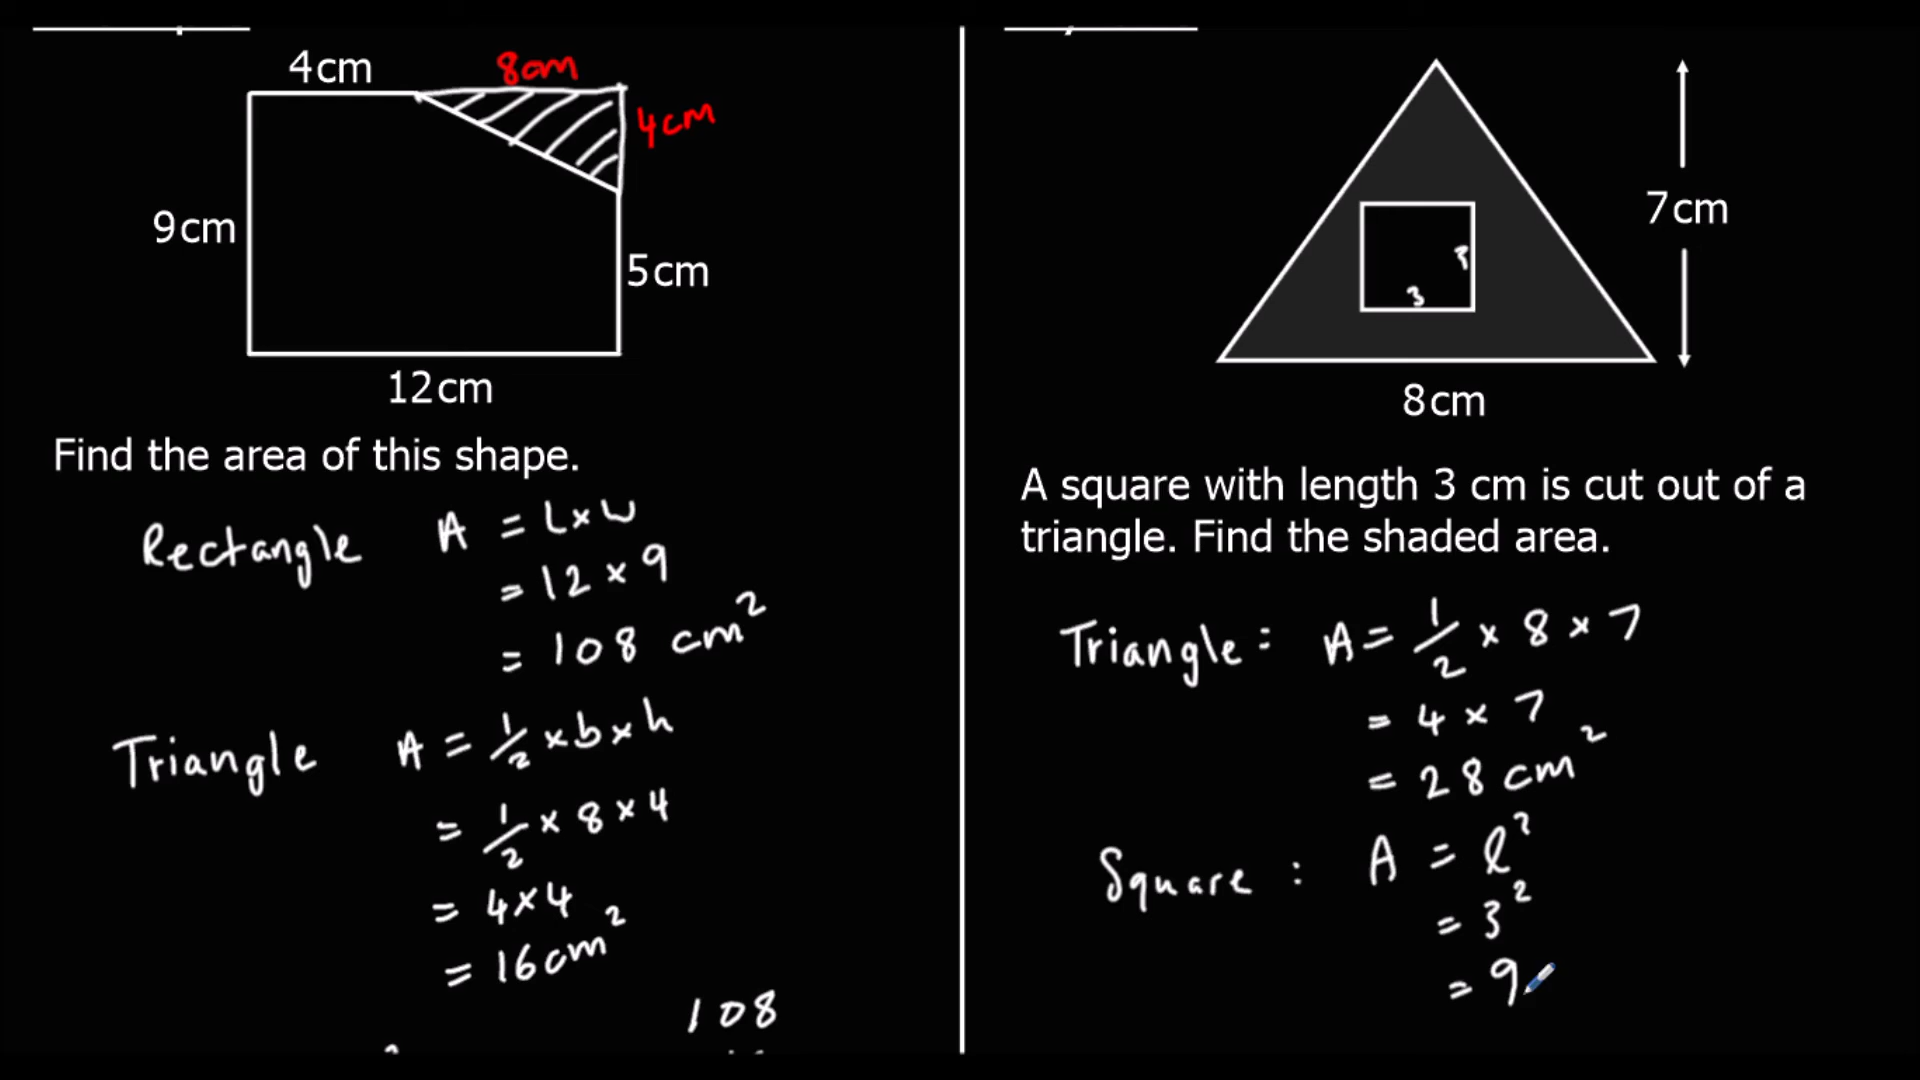 4cm
8cm
4cm
9cm
5cm
12cm
Find the area of this shape.
Rectangle A = L × W
= 12 × 9
= 108 cm²
Triangle A = 1/2 × b × h
= 1/2 × 8 × 4
= 4 × 4
= 16cm²
108
7cm
3
3
8cm
A square with length 3 cm is cut out of a
triangle. Find the shaded area.
Triangle: A = 1/2 × 8 × 7
= 4 × 7
= 28 cm²
Square: A = l²
= 3²
= 9